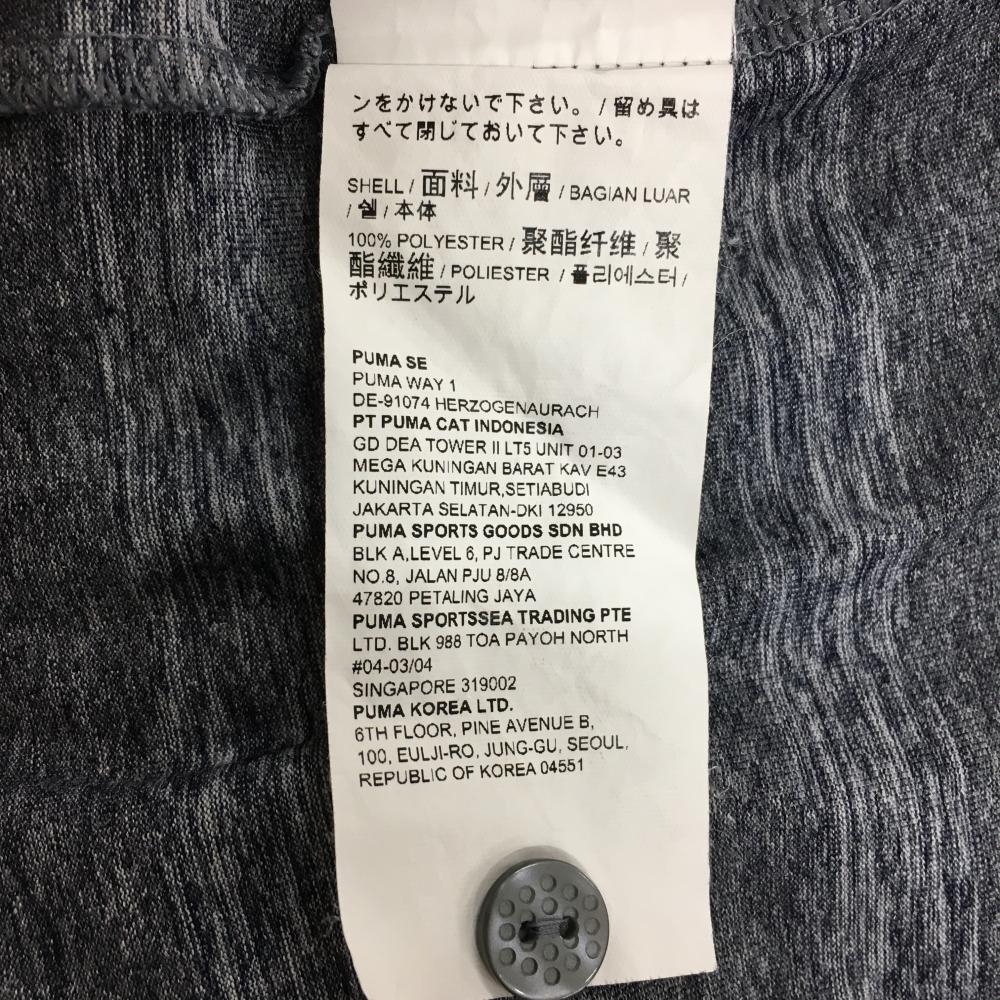 ンをかけないで下さい。 / 留め具は
すべて閉じておいて下さい。
SHELL / 面料 / 外層 / BAGIAN LUAR
/ 쉘 / 本体
100% POLYESTER / 聚酯纤维 / 聚
酯纖維 / POLIESTER / 폴리에스터 /
ポリエステル
PUMA SE
PUMA WAY 1
DE-91074 HERZOGENAURACH
PT PUMA CAT INDONESIA
GD DEA TOWER II LT5 UNIT 01-03
MEGA KUNINGAN BARAT KAV E43
KUNINGAN TIMUR,SETIABUDI
JAKARTA SELATAN-DKI 12950
PUMA SPORTS GOODS SDN BHD
BLK A,LEVEL 6, PJ TRADE CENTRE
NO.8, JALAN PJU 8/8A
47820 PETALING JAYA
PUMA SPORTSSEA TRADING PTE
LTD. BLK 988 TOA PAYOH NORTH
#04-03/04
SINGAPORE 319002
PUMA KOREA LTD.
6TH FLOOR, PINE AVENUE B,
100, EULJI-RO, JUNG-GU, SEOUL,
REPUBLIC OF KOREA 04551